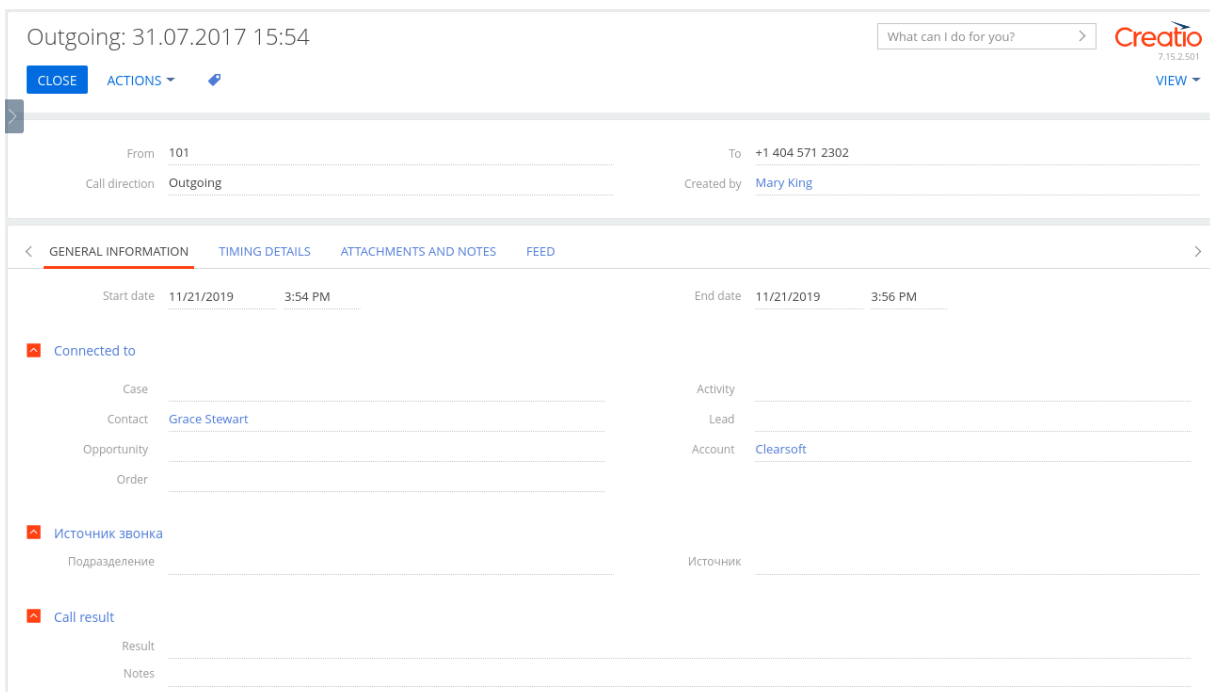 Outgoing: 31.07.2017 15:54
What can I do for you?
Creatio
7.15.2.501
CLOSE ACTIONS VIEW
From 101 To +1 404 571 2302
Call direction Outgoing Created by Mary King
GENERAL INFORMATION TIMING DETAILS ATTACHMENTS AND NOTES FEED
Start date 11/21/2019 3:54 PM End date 11/21/2019 3:56 PM
Connected to
Case Activity
Contact Grace Stewart Lead
Opportunity Account Clearsoft
Order
Источник звонка
Подразделение Источник
Call result
Result
Notes